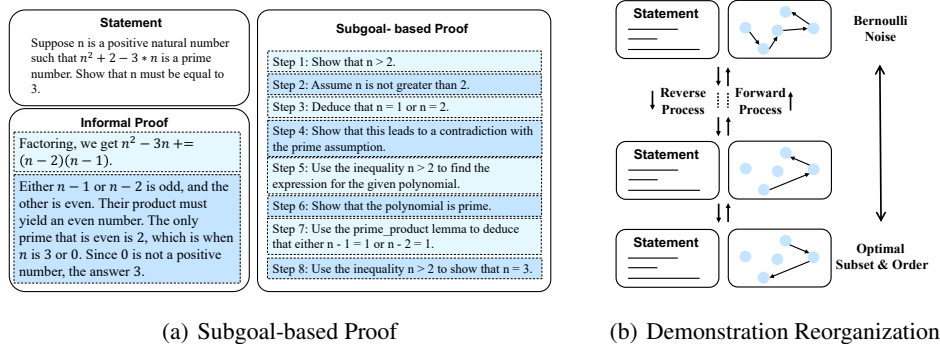 Statement
Suppose n is a positive natural number
such that n² + 2 − 3 ∗ n is a prime
number. Show that n must be equal to
3.
Informal Proof
Factoring, we get n² − 3n +=
(n − 2)(n − 1).
Either n − 1 or n − 2 is odd, and the
other is even. Their product must
yield an even number. The only
prime that is even is 2, which is when
n is 3 or 0. Since 0 is not a positive
number, the answer 3.
Subgoal- based Proof
Step 1: Show that n > 2.
Step 2: Assume n is not greater than 2.
Step 3: Deduce that n = 1 or n = 2.
Step 4: Show that this leads to a contradiction with the
prime assumption.
Step 5: Use the inequality n > 2 to find the
expression for the given polynomial.
Step 6: Show that the polynomial is prime.
Step 7: Use the prime_product lemma to deduce
that either n - 1 = 1 or n - 2 = 1.
Step 8: Use the inequality n > 2 to show that n = 3.
(a) Subgoal-based Proof
Statement
Bernoulli
Noise
Reverse
Process
Forward
Process
Statement
Statement
Optimal
Subset & Order
(b) Demonstration Reorganization